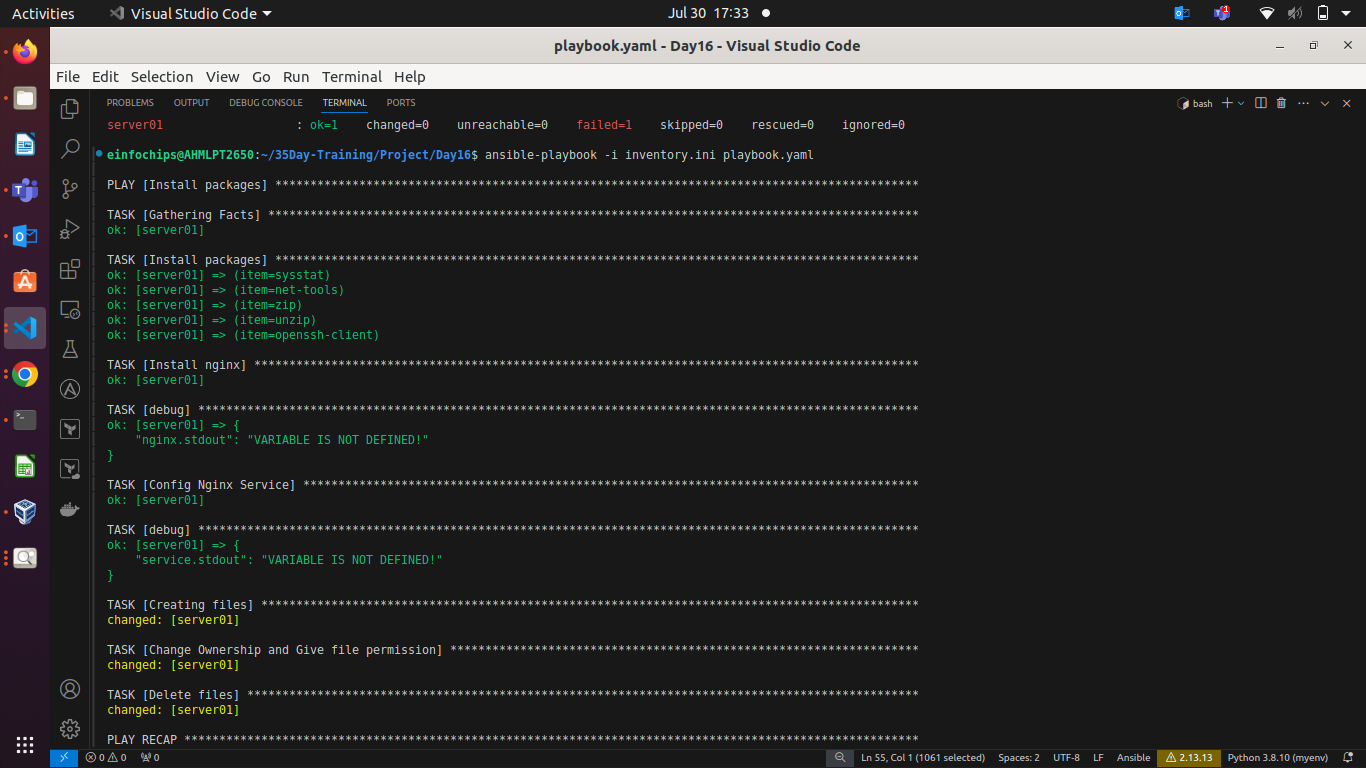 Activities Visual Studio Code Jul 30 17:33 1
playbook.yaml - Day16 - Visual Studio Code
File Edit Selection View Go Run Terminal Help
PROBLEMS OUTPUT DEBUG CONSOLE TERMINAL PORTS bash
server01 : ok=1 changed=0 unreachable=0 failed=1 skipped=0 rescued=0 ignored=0
einfochips@AHMLPT2650:~/35Day-Training/Project/Day16$ ansible-playbook -i inventory.ini playbook.yaml
PLAY [Install packages] ********************************************************************************************
TASK [Gathering Facts] *********************************************************************************************
ok: [server01]
TASK [Install packages] ********************************************************************************************
ok: [server01] => (item=sysstat)
ok: [server01] => (item=net-tools)
ok: [server01] => (item=zip)
ok: [server01] => (item=unzip)
ok: [server01] => (item=openssh-client)
TASK [Install nginx] ***********************************************************************************************
ok: [server01]
TASK [debug] *******************************************************************************************************
ok: [server01] => {
"nginx.stdout": "VARIABLE IS NOT DEFINED!"
}
TASK [Config Nginx Service] ****************************************************************************************
ok: [server01]
TASK [debug] *******************************************************************************************************
ok: [server01] => {
"service.stdout": "VARIABLE IS NOT DEFINED!"
}
TASK [Creating files] **********************************************************************************************
changed: [server01]
TASK [Change Ownership and Give file permission] *******************************************************************
changed: [server01]
TASK [Delete files] ************************************************************************************************
changed: [server01]
PLAY RECAP *********************************************************************************************************
0 0 0 Ln 55, Col 1 (1061 selected) Spaces: 2 UTF-8 LF Ansible 2.13.13 Python 3.8.10 (myenv)